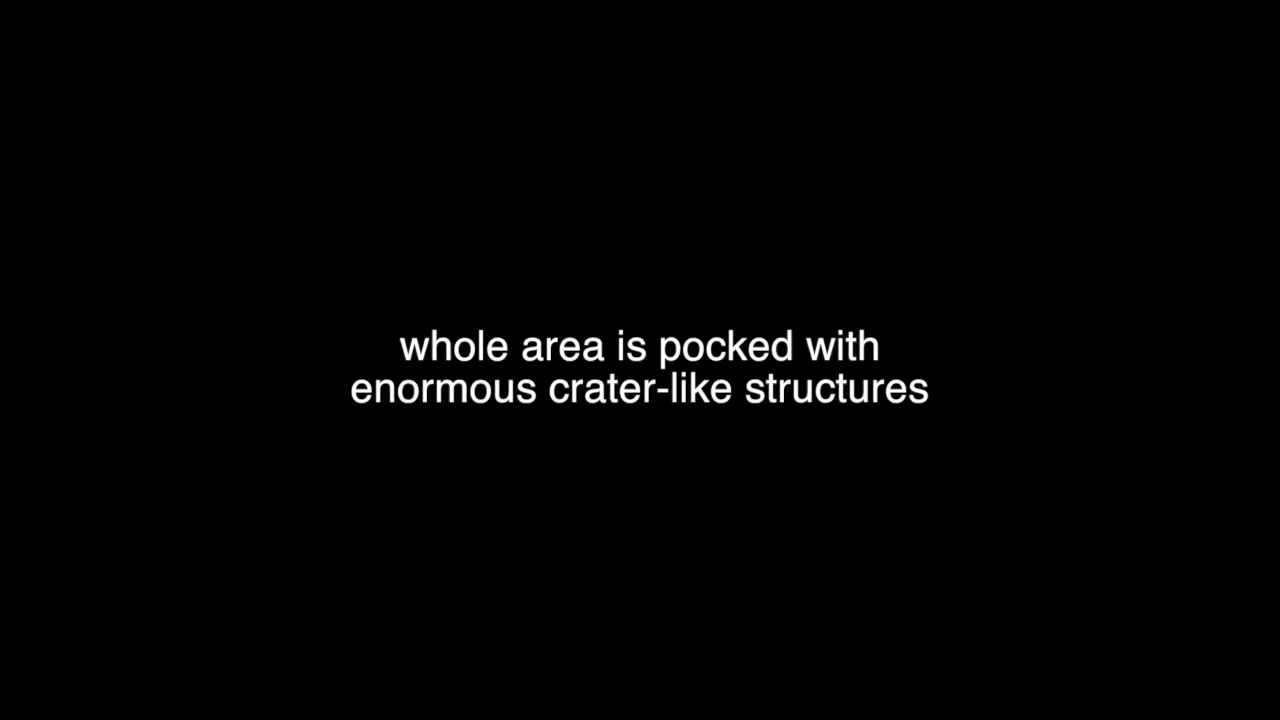 whole area is pocked with
enormous crater-like structures